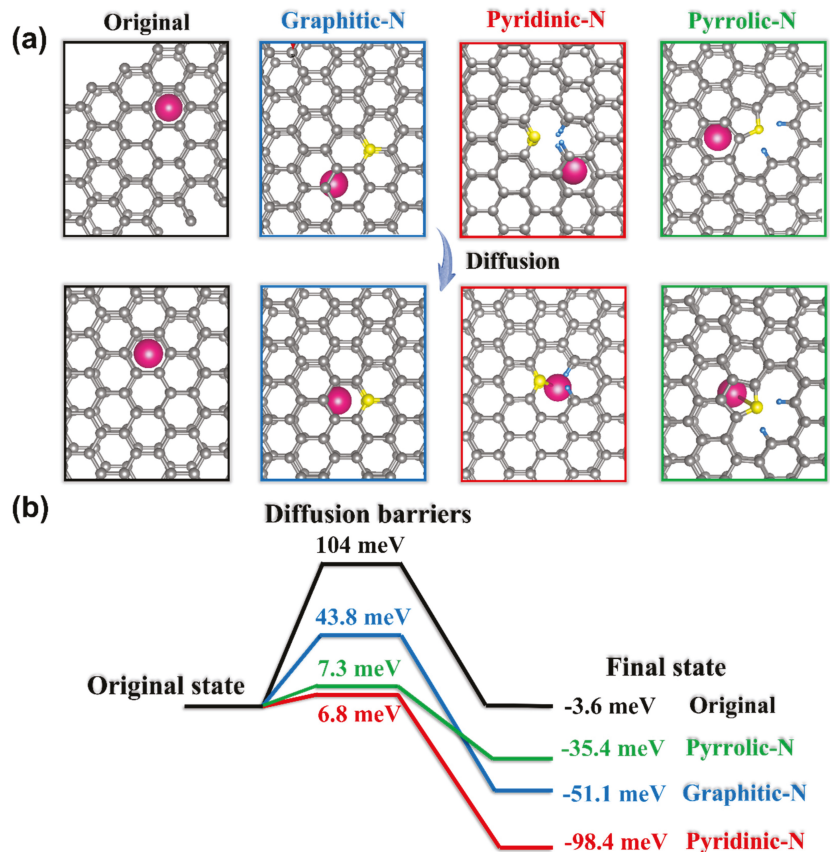 (a)
Original Graphitic-N Pyridinic-N Pyrrolic-N
Diffusion
(b)
Diffusion barriers
104 meV
43.8 meV
7.3 meV
Final state
Original state
6.8 meV
-3.6 meV Original
-35.4 meV Pyrrolic-N
-51.1 meV Graphitic-N
-98.4 meV Pyridinic-N